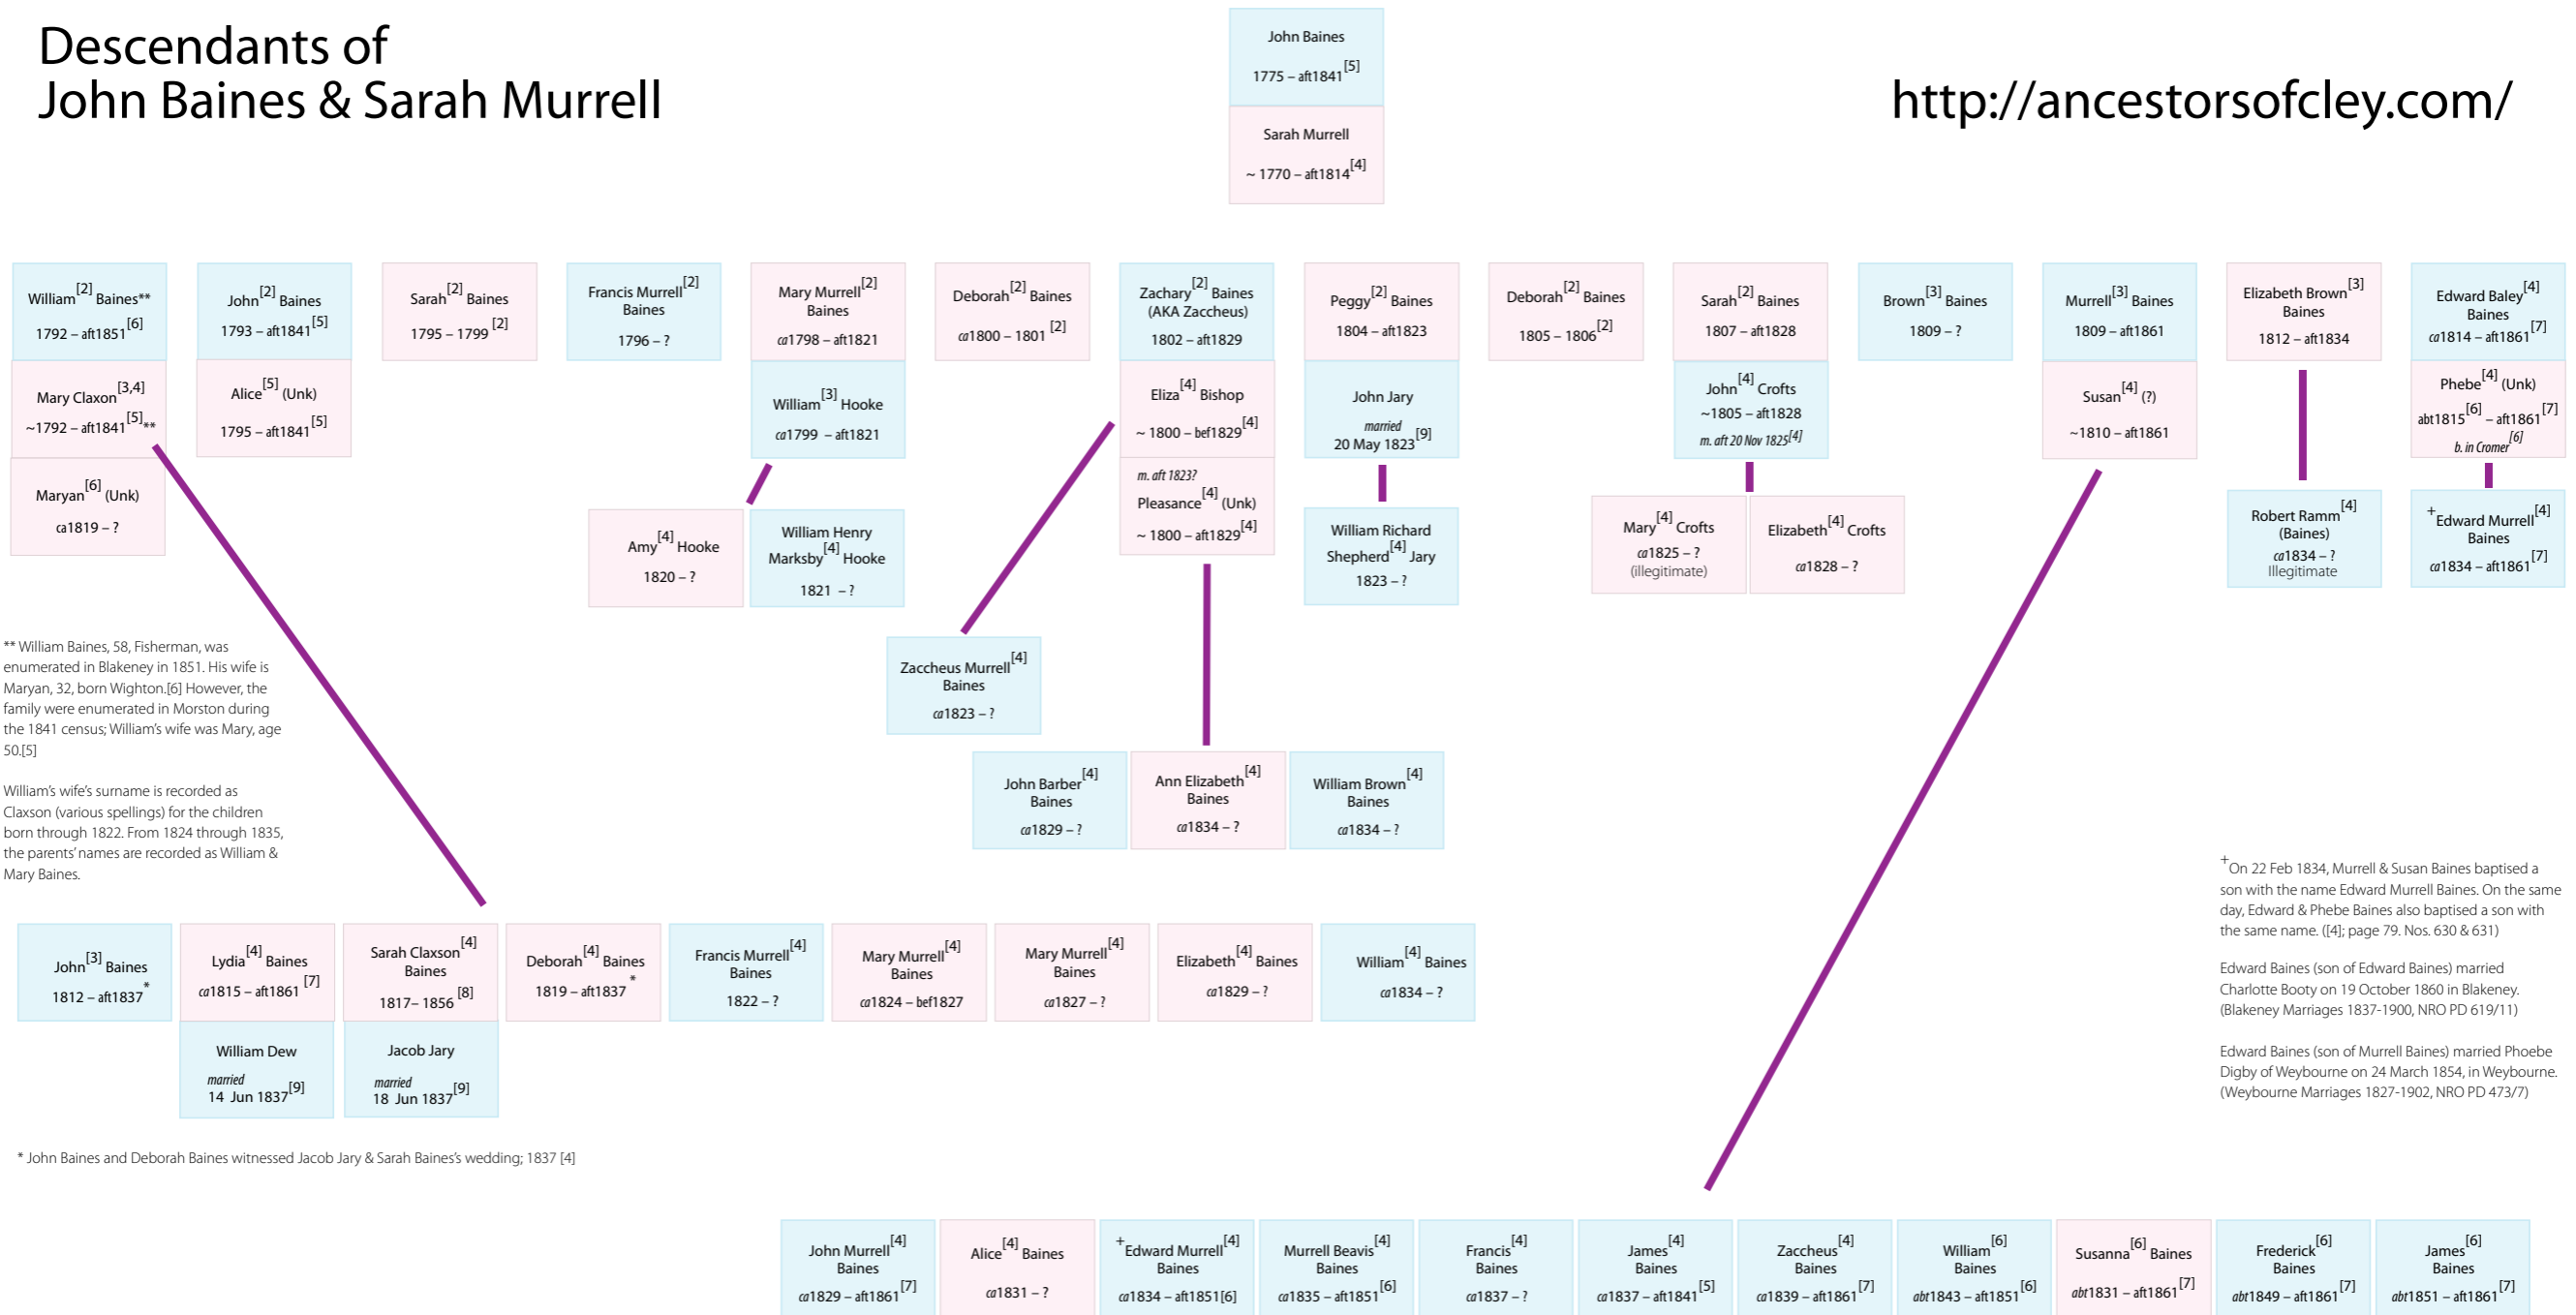 Descendants of
John Baines & Sarah Murrell
http://ancestorsofcley.com/
John Baines
1775 – aft1841[5]
Sarah Murrell
~ 1770 – aft1814[4]
William[2] Baines**
1792 – aft1851[6]
Mary Claxon[3,4]
~1792 – aft1841[5]**
Maryan[6] (Unk)
ca1819 – ?
John[2] Baines
1793 – aft1841[5]
Alice[5] (Unk)
1795 – aft1841[5]
Sarah[2] Baines
1795 – 1799 [2]
Francis Murrell[2]
Baines
1796 – ?
Mary Murrell[2]
Baines
ca1798 – aft1821
William[3] Hooke
ca1799 – aft1821
Deborah[2] Baines
ca1800 – 1801 [2]
Zachary[2] Baines
(AKA Zaccheus)
1802 – aft1829
Eliza[4] Bishop
~ 1800 – bef1829[4]
m. aft 1823?
Pleasance[4] (Unk)
~ 1800 – aft1829[4]
Peggy[2] Baines
1804 – aft1823
John Jary
married
20 May 1823[9]
Deborah[2] Baines
1805 – 1806[2]
Sarah[2] Baines
1807 – aft1828
John[4] Crofts
~1805 – aft1828
m. aft 20 Nov 1825[4]
Brown[3] Baines
1809 – ?
Murrell[3] Baines
1809 – aft1861
Susan[4] (?)
~1810 – aft1861
Elizabeth Brown[3]
Baines
1812 – aft1834
Edward Baley[4]
Baines
ca1814 – aft1861[7]
Phebe[4] (Unk)
abt1815[6] – aft1861[7]
b. in Cromer[6]
Amy[4] Hooke
1820 – ?
William Henry
Marksby[4] Hooke
1821 – ?
William Richard
Shepherd[4] Jary
1823 – ?
Mary[4] Crofts
ca1825 – ?
(illegitimate)
Elizabeth[4] Crofts
ca1828 – ?
Robert Ramm[4]
(Baines)
ca1834 – ?
Illegitimate
+Edward Murrell[4]
Baines
ca1834 – aft1861[7]
Zaccheus Murrell[4]
Baines
ca1823 – ?
John Barber[4]
Baines
ca1829 – ?
Ann Elizabeth[4]
Baines
ca1834 – ?
William Brown[4]
Baines
ca1834 – ?
** William Baines, 58, Fisherman, was
enumerated in Blakeney in 1851. His wife is
Maryan, 32, born Wighton.[6] However, the
family were enumerated in Morston during
the 1841 census; William's wife was Mary, age
50.[5]
William's wife's surname is recorded as
Claxson (various spellings) for the children
born through 1822. From 1824 through 1835,
the parents' names are recorded as William &
Mary Baines.
+On 22 Feb 1834, Murrell & Susan Baines baptised a
son with the name Edward Murrell Baines. On the same
day, Edward & Phebe Baines also baptised a son with
the same name. ([4]; page 79. Nos. 630 & 631)
Edward Baines (son of Edward Baines) married
Charlotte Booty on 19 October 1860 in Blakeney.
(Blakeney Marriages 1837-1900, NRO PD 619/11)
Edward Baines (son of Murrell Baines) married Phoebe
Digby of Weybourne on 24 March 1854, in Weybourne.
(Weybourne Marriages 1827-1902, NRO PD 473/7)
John[3] Baines
1812 – aft1837*
Lydia[4] Baines
ca1815 – aft1861 [7]
William Dew
married
14 Jun 1837[9]
Sarah Claxson[4]
Baines
1817– 1856 [8]
Jacob Jary
married
18 Jun 1837[9]
Deborah[4] Baines
1819 – aft1837 *
Francis Murrell[4]
Baines
1822 – ?
Mary Murrell[4]
Baines
ca1824 – bef1827
Mary Murrell[4]
Baines
ca1827 – ?
Elizabeth[4] Baines
ca1829 – ?
William[4] Baines
ca1834 – ?
* John Baines and Deborah Baines witnessed Jacob Jary & Sarah Baines's wedding; 1837 [4]
John Murrell[4]
Baines
ca1829 – aft1861[7]
Alice[4] Baines
ca1831 – ?
+Edward Murrell[4]
Baines
ca1834 – aft1851[6]
Murrell Beavis[4]
Baines
ca1835 – aft1851[6]
Francis[4]
Baines
ca1837 – ?
James[4]
Baines
ca1837 – aft1841[5]
Zaccheus[4]
Baines
ca1839 – aft1861[7]
William[6]
Baines
abt1843 – aft1851[6]
Susanna[6] Baines
abt1831 – aft1861[7]
Frederick[6]
Baines
abt1849 – aft1861[7]
James[6]
Baines
abt1851 – aft1861[7]